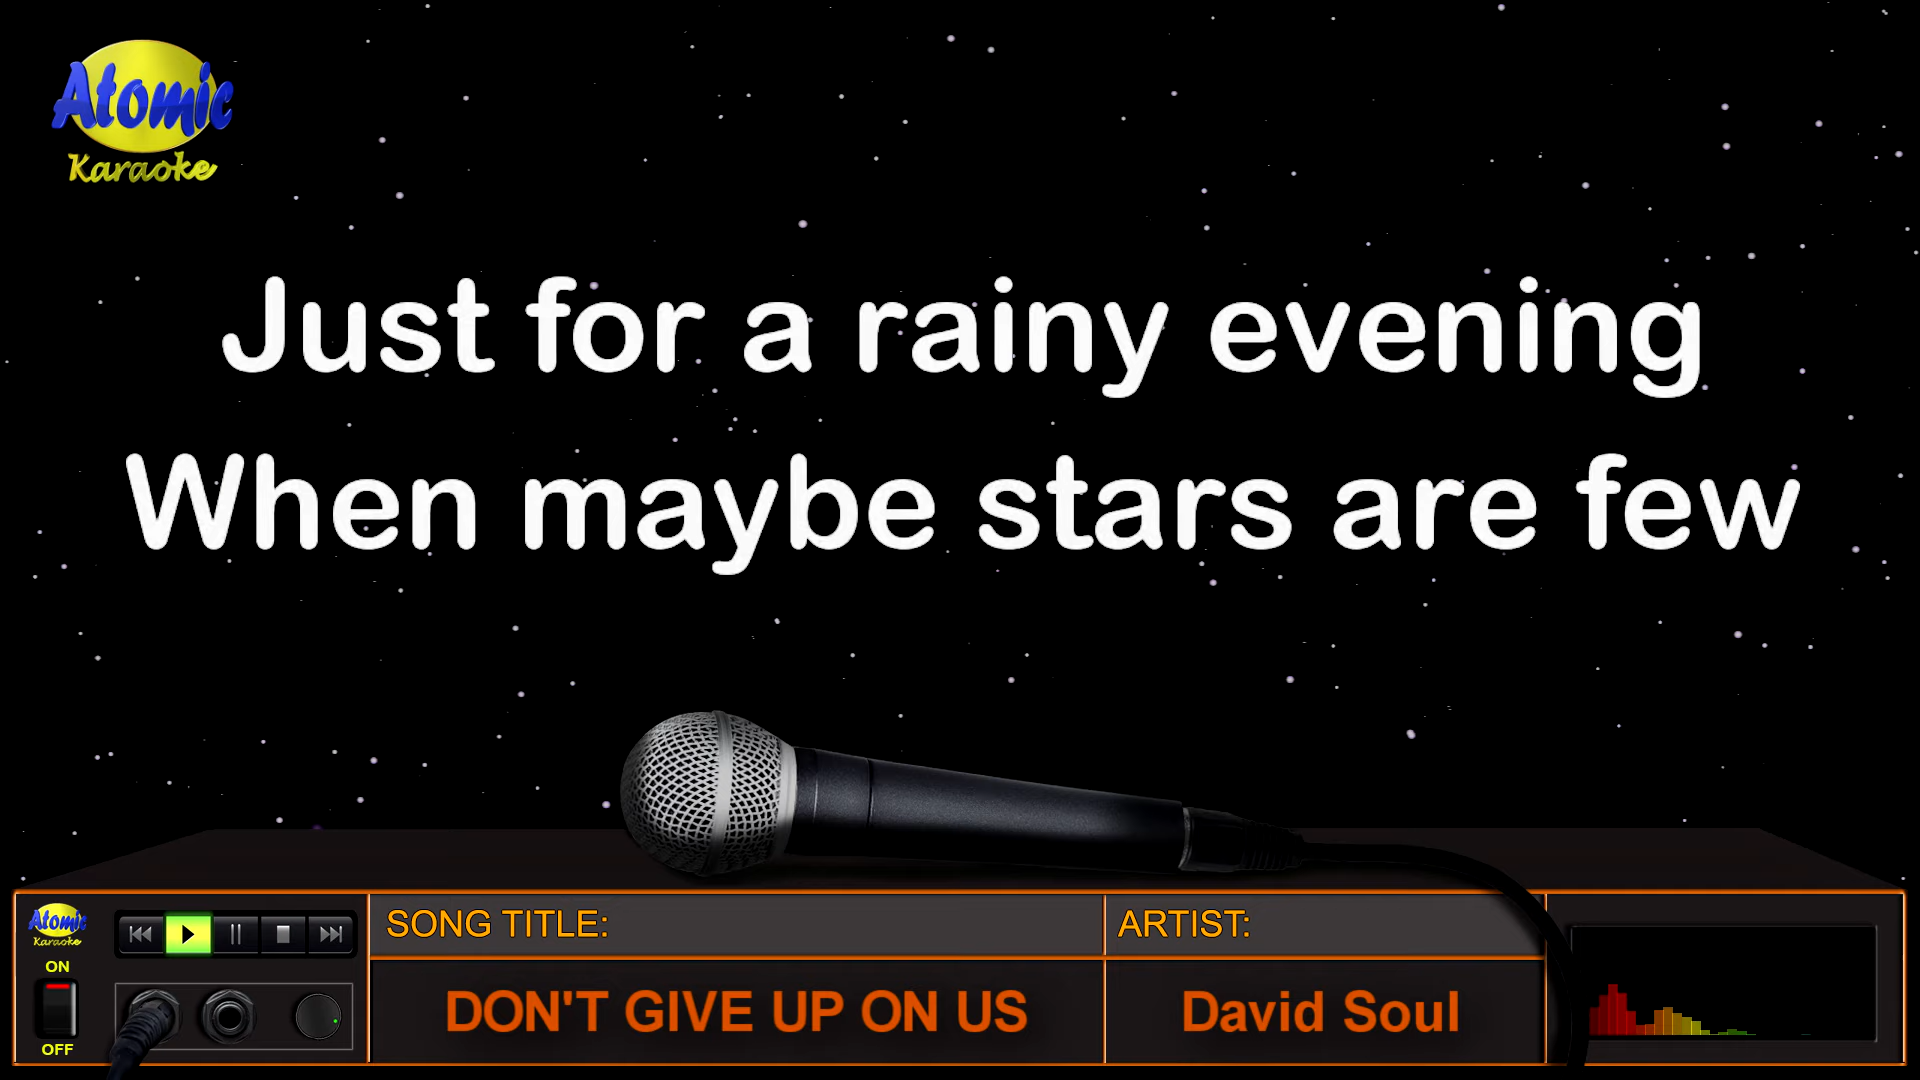 Atomic
Karaoke
Just for a rainy evening
When maybe stars are few
Atomic
Karaoke
ON
OFF
SONG TITLE:
ARTIST:
DON'T GIVE UP ON US
David Soul